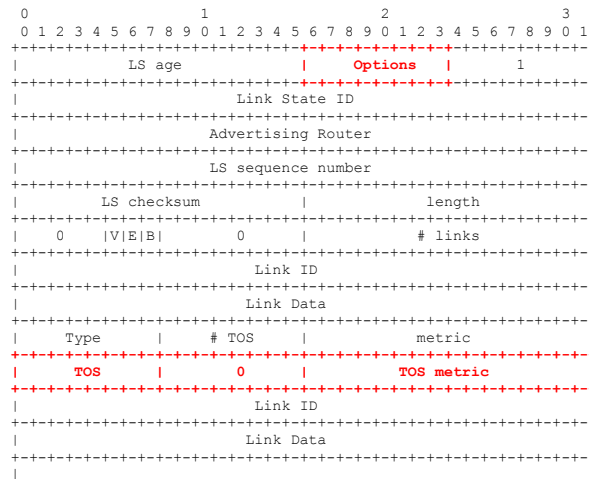 0                   1                   2                   3
0 1 2 3 4 5 6 7 8 9 0 1 2 3 4 5 6 7 8 9 0 1 2 3 4 5 6 7 8 9 0 1
+-+-+-+-+-+-+-+-+-+-+-+-+-+-+-+-+-+-+-+-+-+-+-+-+-+-+-+-+-+-+-+-
|            LS age             |     Options   |       1
+-+-+-+-+-+-+-+-+-+-+-+-+-+-+-+-+-+-+-+-+-+-+-+-+-+-+-+-+-+-+-+-
|                        Link State ID
+-+-+-+-+-+-+-+-+-+-+-+-+-+-+-+-+-+-+-+-+-+-+-+-+-+-+-+-+-+-+-+-
|                     Advertising Router
+-+-+-+-+-+-+-+-+-+-+-+-+-+-+-+-+-+-+-+-+-+-+-+-+-+-+-+-+-+-+-+-
|                     LS sequence number
+-+-+-+-+-+-+-+-+-+-+-+-+-+-+-+-+-+-+-+-+-+-+-+-+-+-+-+-+-+-+-+-
|         LS checksum           |             length
+-+-+-+-+-+-+-+-+-+-+-+-+-+-+-+-+-+-+-+-+-+-+-+-+-+-+-+-+-+-+-+-
|    0    |V|E|B|        0      |            # links
+-+-+-+-+-+-+-+-+-+-+-+-+-+-+-+-+-+-+-+-+-+-+-+-+-+-+-+-+-+-+-+-
|                          Link ID
+-+-+-+-+-+-+-+-+-+-+-+-+-+-+-+-+-+-+-+-+-+-+-+-+-+-+-+-+-+-+-+-
|                         Link Data
+-+-+-+-+-+-+-+-+-+-+-+-+-+-+-+-+-+-+-+-+-+-+-+-+-+-+-+-+-+-+-+-
|     Type      |     # TOS     |            metric
+-+-+-+-+-+-+-+-+-+-+-+-+-+-+-+-+-+-+-+-+-+-+-+-+-+-+-+-+-+-+-+-
|      TOS      |        0      |          TOS metric
+-+-+-+-+-+-+-+-+-+-+-+-+-+-+-+-+-+-+-+-+-+-+-+-+-+-+-+-+-+-+-+-
|                          Link ID
+-+-+-+-+-+-+-+-+-+-+-+-+-+-+-+-+-+-+-+-+-+-+-+-+-+-+-+-+-+-+-+-
|                         Link Data
+-+-+-+-+-+-+-+-+-+-+-+-+-+-+-+-+-+-+-+-+-+-+-+-+-+-+-+-+-+-+-+-
|